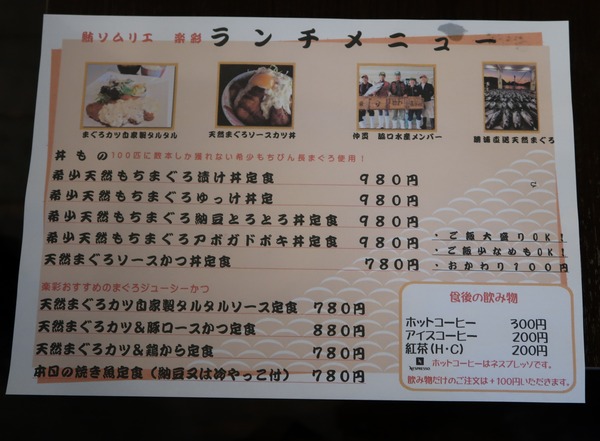 鮪ソムリエ 楽彩 ランチメニュー
まぐろカツ自家製タルタル
天然まぐろソースカツ丼
仲買 脇口水産メンバー
勝浦直送天然まぐろ
丼もの100匹に数本しか獲れない希少もちびん長まぐろ使用！
希少天然もちまぐろ漬け丼定食 980円
希少天然もちまぐろゆっけ丼定 980円
希少天然もちまぐろ納豆とろとろ丼定食 980円
希少天然もちまぐろアボガドポキ丼定食 980円
天然まぐろソースかつ丼定食 780円
・ご飯大盛りOK！
・ご飯少なめもOK！
・おかわり100円
楽彩おすすめのまぐろジューシーかつ
天然まぐろカツ自家製タルタルソース定食 780円
天然まぐろカツ＆豚ロースかつ定食 880円
天然まぐろカツ＆鶏から定食 780円
本日の焼き魚定食（納豆又は冷やっこ付） 780円
食後の飲み物
ホットコーヒー 300円
アイスコーヒー 200円
紅茶（H・C） 200円
NESPRESSO ホットコーヒーはネスプレッソです。
飲み物だけのご注文は＋100円いただきます。